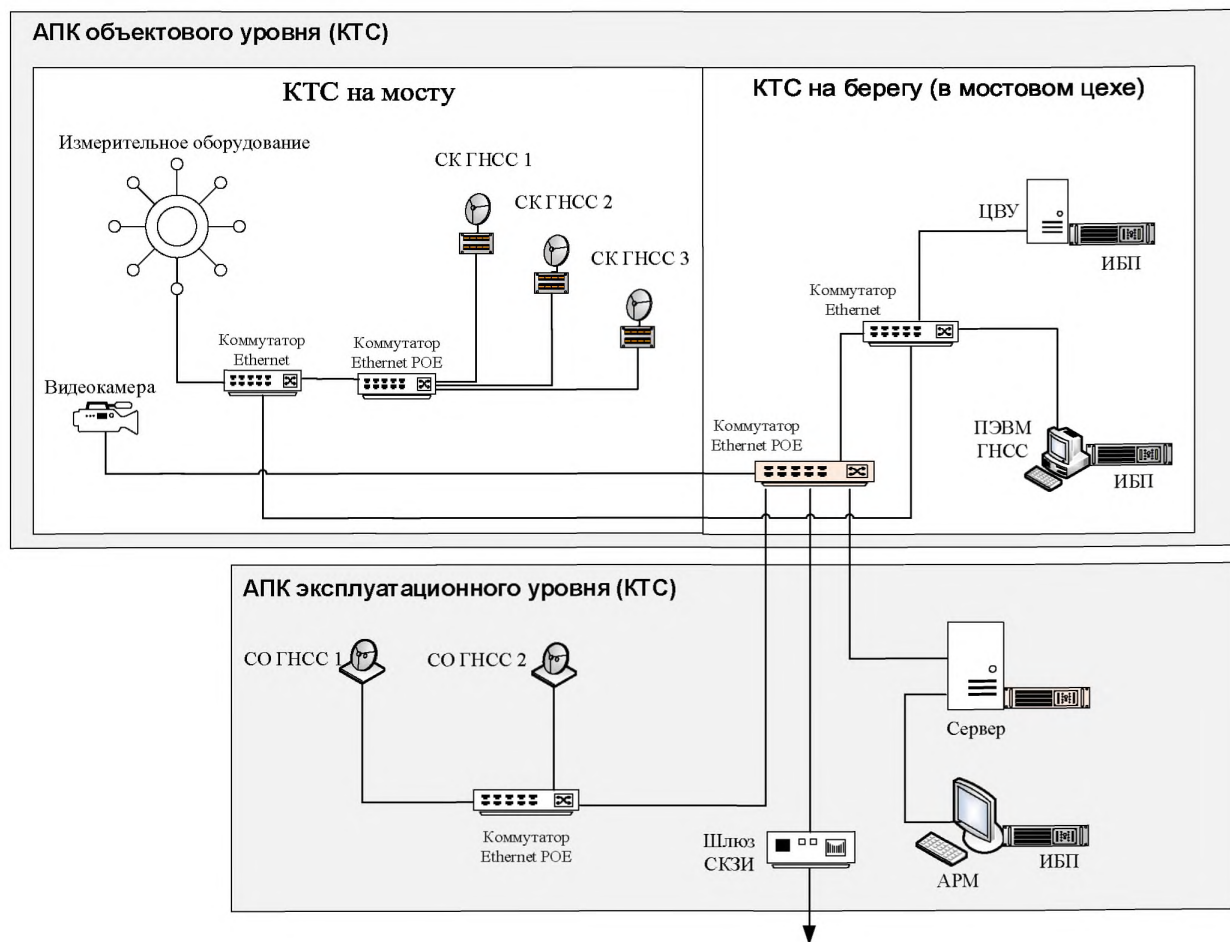 АПК объектового уровня (КТС)
КТС на мосту
Измерительное оборудование
СК ГНСС 1
СК ГНСС 2
СК ГНСС 3
Коммутатор
Ethernet
Коммутатор
Ethernet POE
Видеокамера
КТС на берегу (в мостовом цехе)
ЦВУ
ИБП
Коммутатор
Ethernet
Коммутатор
Ethernet POE
ПЭВМ
ГНСС
ИБП
АПК эксплуатационного уровня (КТС)
СО ГНСС 1
СО ГНСС 2
Коммутатор
Ethernet POE
Шлюз
СКЗИ
Сервер
АРМ
ИБП